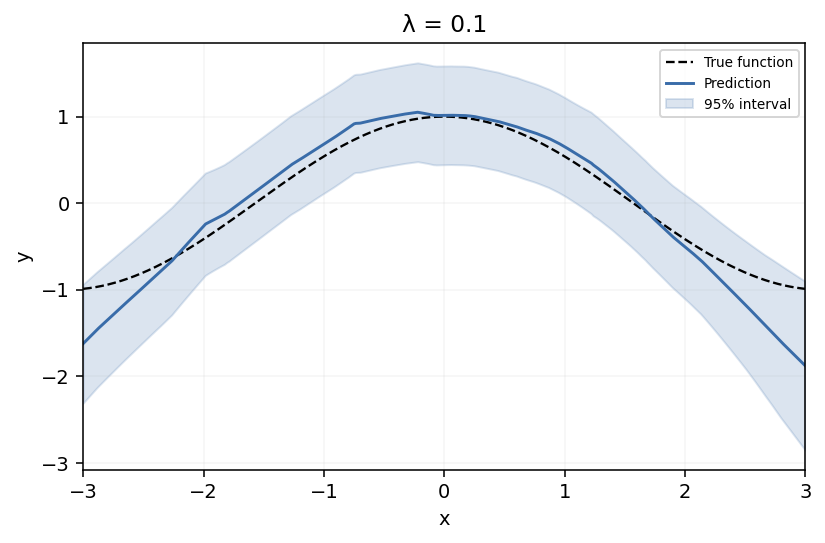 λ = 0.1
True function
Prediction
95% interval
1
0
−1
−2
−3
y
−3 −2 −1 0 1 2 3
x